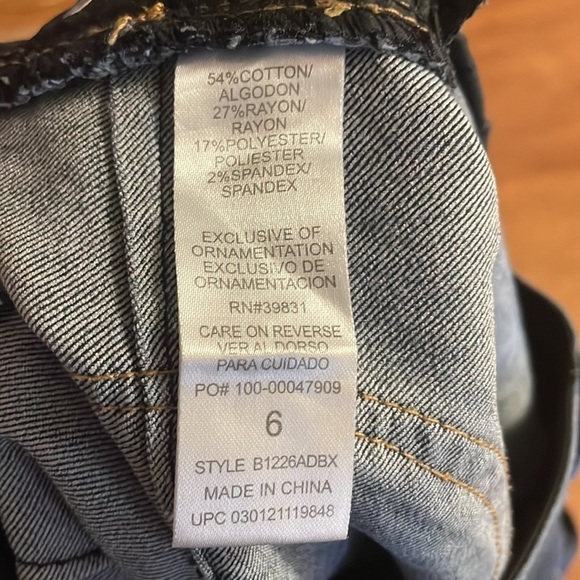 54%COTTON/
ALGODON
27%RAYON/
RAYON
17%POLYESTER/
POLIESTER
2%SPANDEX/
SPANDEX
EXCLUSIVE OF
ORNAMENTATION
EXCLUSIVO DE
ORNAMENTACION
RN#39831
CARE ON REVERSE
VER AL DORSO
PARA CUIDADO
PO# 100-00047909
6
STYLE B1226ADBX
MADE IN CHINA
UPC 030121119848